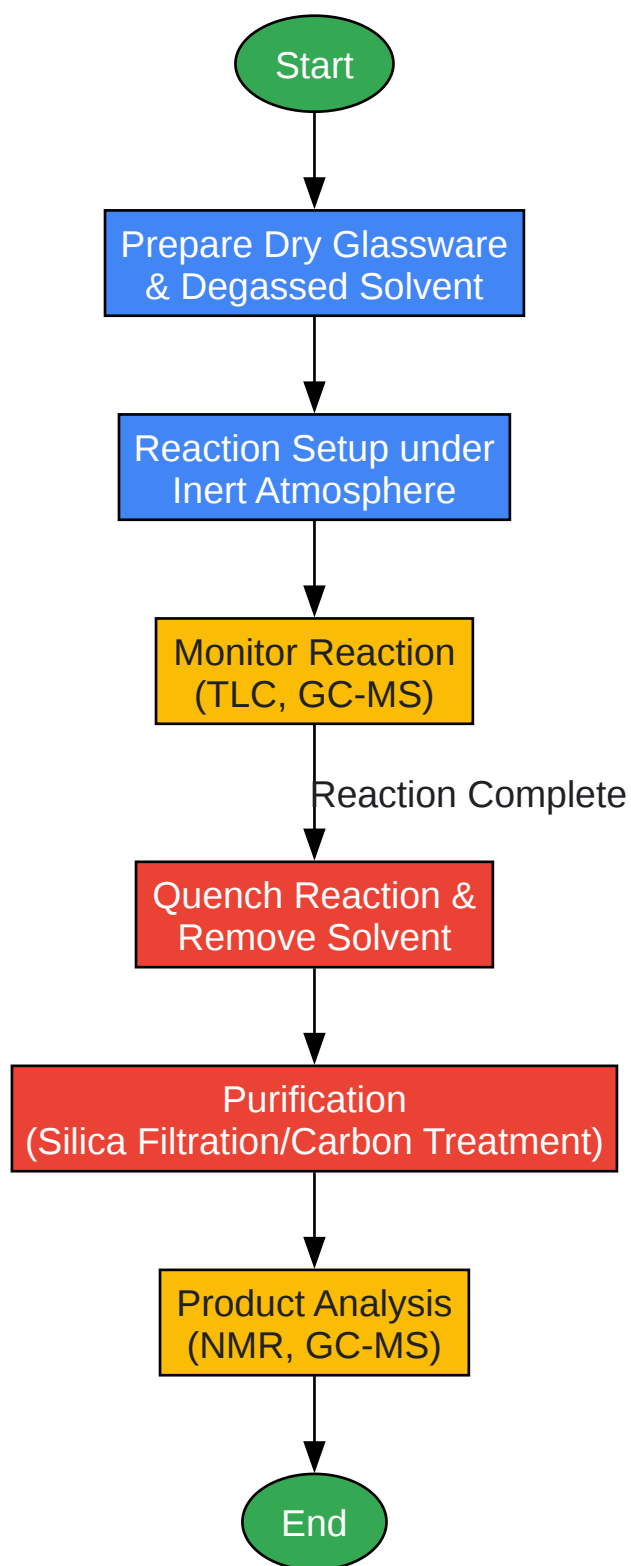 Start
Prepare Dry Glassware
& Degassed Solvent
Reaction Setup under
Inert Atmosphere
Monitor Reaction
(TLC, GC-MS)
Reaction Complete
Quench Reaction &
Remove Solvent
Purification
(Silica Filtration/Carbon Treatment)
Product Analysis
(NMR, GC-MS)
End